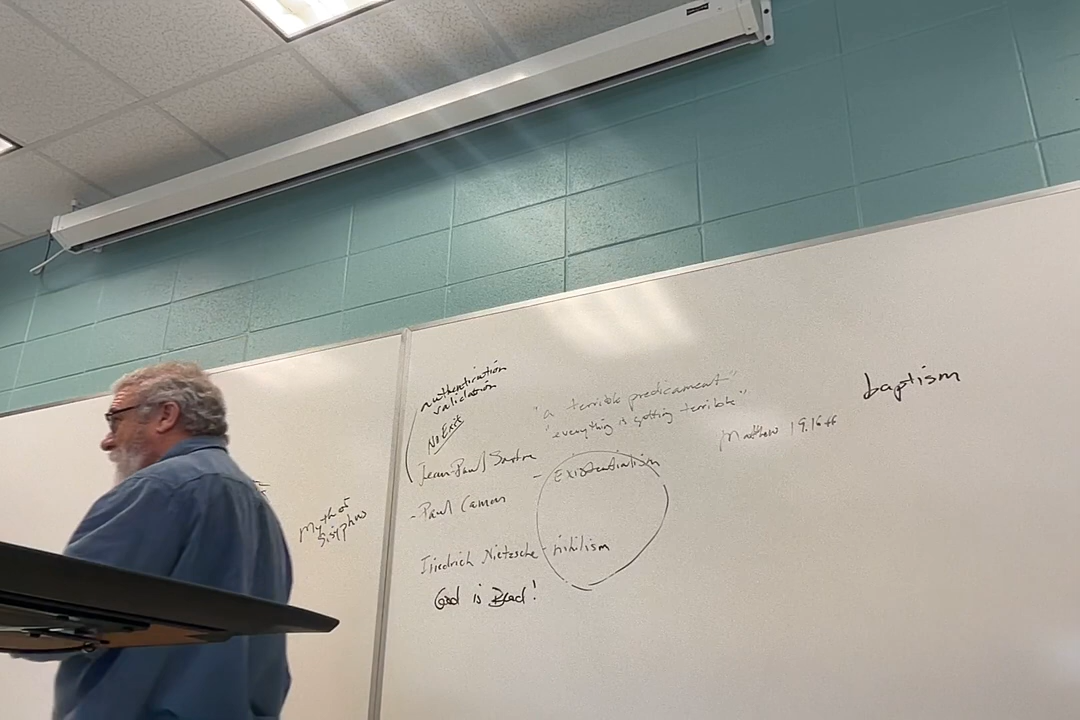 Myth of
Sisyphus
authentication
validation
No Exit
Jean-Paul Sartre - Existentialism
- Paul Camus
Friedrich Nietzsche - nihilism
God is Dead!
"a terrible predicament"
"everything is getting terrible"
Matthew 19.16ff
baptism